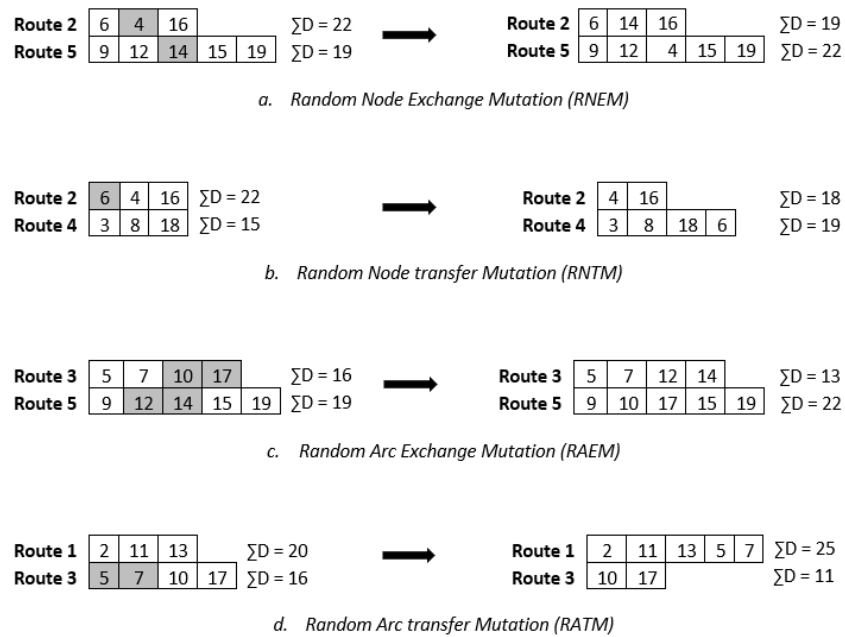 Route 2 6 4 16 ∑D = 22 Route 2 6 14 16 ∑D = 19
Route 5 9 12 14 15 19 ∑D = 19 Route 5 9 12 4 15 19 ∑D = 22
a. Random Node Exchange Mutation (RNEM)
Route 2 6 4 16 ∑D = 22 Route 2 4 16 ∑D = 18
Route 4 3 8 18 ∑D = 15 Route 4 3 8 18 6 ∑D = 19
b. Random Node transfer Mutation (RNTM)
Route 3 5 7 10 17 ∑D = 16 Route 3 5 7 12 14 ∑D = 13
Route 5 9 12 14 15 19 ∑D = 19 Route 5 9 10 17 15 19 ∑D = 22
c. Random Arc Exchange Mutation (RAEM)
Route 1 2 11 13 ∑D = 20 Route 1 2 11 13 5 7 ∑D = 25
Route 3 5 7 10 17 ∑D = 16 Route 3 10 17 ∑D = 11
d. Random Arc transfer Mutation (RATM)